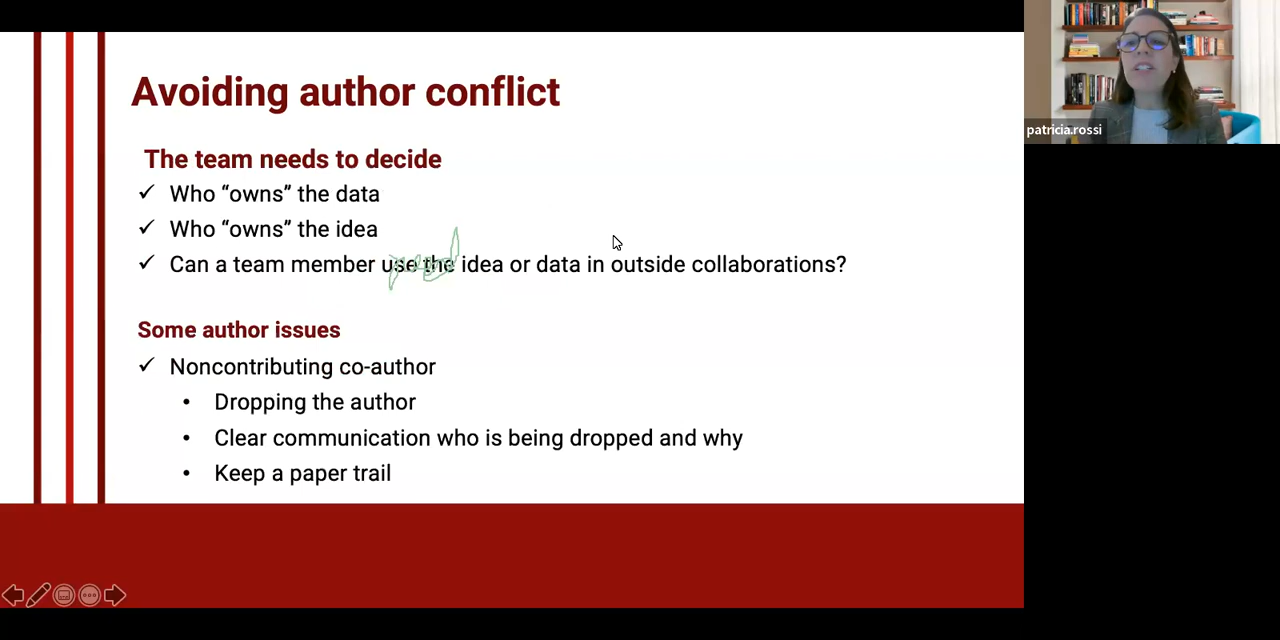 Avoiding author conflict
The team needs to decide
✓ Who “owns” the data
✓ Who “owns” the idea
✓ Can a team member use the idea or data in outside collaborations?
Some author issues
✓ Noncontributing co-author
• Dropping the author
• Clear communication who is being dropped and why
• Keep a paper trail
patricia.rossi